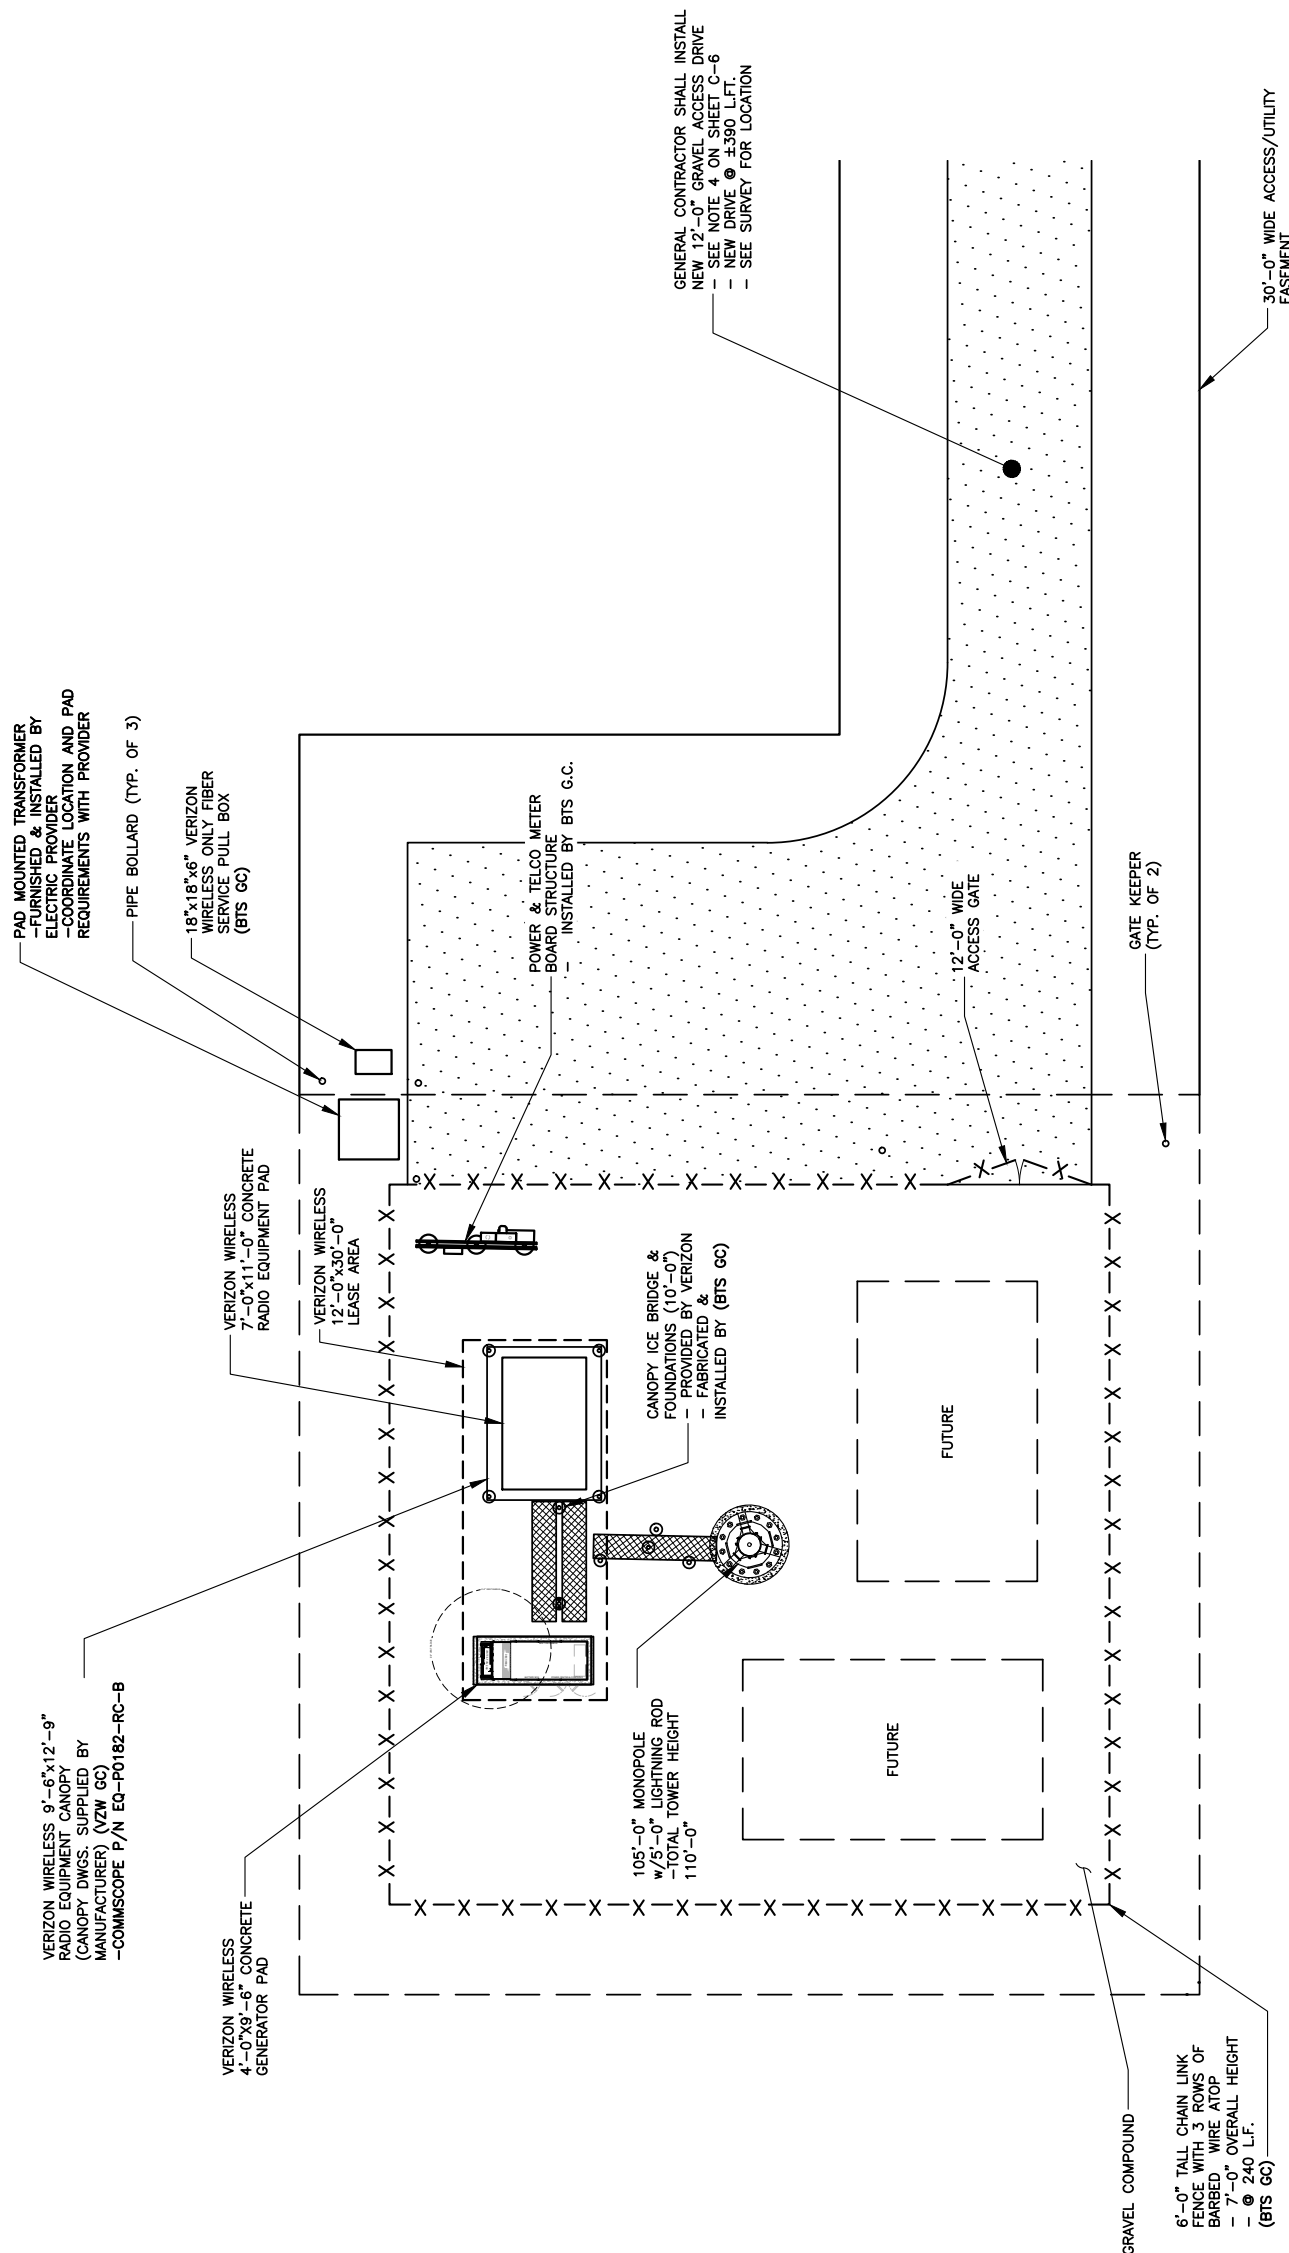 GENERAL CONTRACTOR SHALL INSTALL
NEW 12'-0" GRAVEL ACCESS DRIVE
- SEE NOTE 4 ON SHEET C-6
- NEW DRIVE @ ±390 L.FT.
- SEE SURVEY FOR LOCATION
30'-0" WIDE ACCESS/UTILITY
EASEMENT
PAD MOUNTED TRANSFORMER
-FURNISHED & INSTALLED BY
ELECTRIC PROVIDER
-COORDINATE LOCATION AND PAD
REQUIREMENTS WITH PROVIDER
PIPE BOLLARD (TYP. OF 3)
18"x18"x6" VERIZON
WIRELESS ONLY FIBER
SERVICE PULL BOX
(BTS GC)
POWER & TELCO METER
BOARD STRUCTURE
- INSTALLED BY BTS G.C.
12'-0" WIDE
ACCESS GATE
GATE KEEPER
(TYP. OF 2)
VERIZON WIRELESS
7'-0"x11'-0" CONCRETE
RADIO EQUIPMENT PAD
VERIZON WIRELESS
12'-0"x30'-0"
LEASE AREA
CANOPY ICE BRIDGE &
FOUNDATIONS (10'-0")
- PROVIDED BY VERIZON
- FABRICATED &
INSTALLED BY (BTS GC)
FUTURE
FUTURE
VERIZON WIRELESS 9'-6"x12'-9"
RADIO EQUIPMENT CANOPY
(CANOPY DWGS. SUPPLIED BY
MANUFACTURER) (VZW GC)
-COMMSCOPE P/N EQ-P0182-RC-B
VERIZON WIRELESS
4'-0"X9'-6" CONCRETE
GENERATOR PAD
105'-0" MONOPOLE
w/5'-0" LIGHTNING ROD
-TOTAL TOWER HEIGHT
110'-0"
GRAVEL COMPOUND
6'-0" TALL CHAIN LINK
FENCE WITH 3 ROWS OF
BARBED WIRE ATOP
- 7'-0" OVERALL HEIGHT
- @ 240 L.F.
(BTS GC)